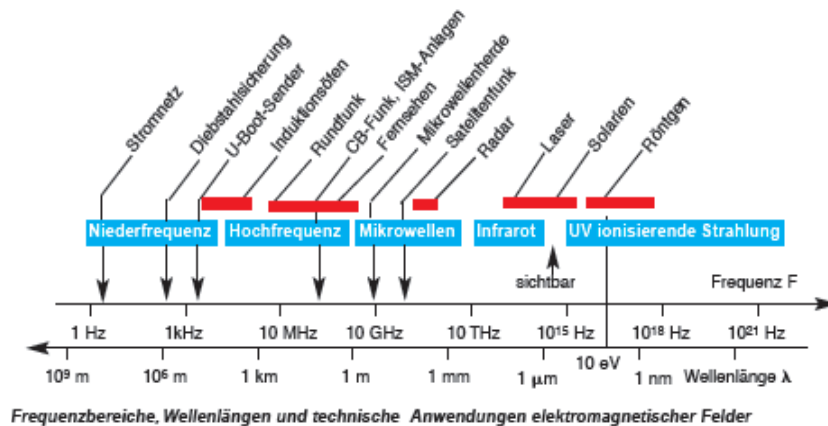 Stromnetz
Diebstahlsicherung
U-Boot-Sender
Induktionsöfen
Rundfunk
CB-Funk, ISM-Anlagen
Fernsehen
Mikrowellenherde
Satellitenfunk
Radar
Laser
Solarien
Röntgen
Niederfrequenz Hochfrequenz Mikrowellen Infrarot UV ionisierende Strahlung
sichtbar Frequenz F
1 Hz 1kHz 10 MHz 10 GHz 10 THz 10¹⁵ Hz 10¹⁸ Hz 10²¹ Hz
10 eV
10⁹ m 10⁶ m 1 km 1 m 1 mm 1 µm 1 nm Wellenlänge λ
Frequenzbereiche, Wellenlängen und technische Anwendungen elektromagnetischer Felder